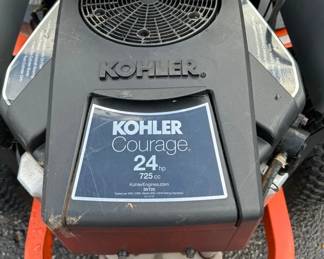 KOHLER
KOHLER
Courage
24 hp
725 cc
KohlerEngines.com